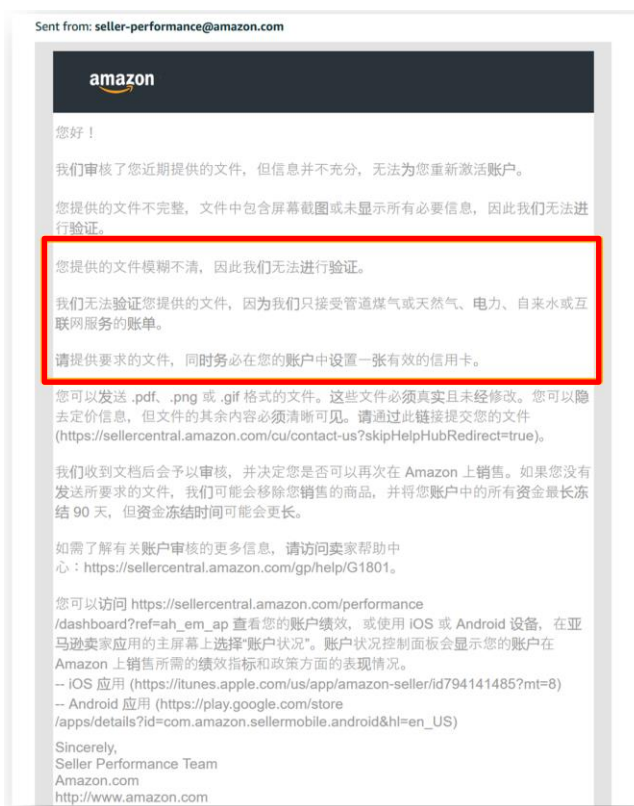 Sent from: seller-performance@amazon.com
amazon
您好！
我们审核了您近期提供的文件，但信息并不充分，无法为您重新激活账户。
您提供的文件不完整，文件中包含屏幕截图或未显示所有必要信息，因此我们无法进
行验证。
您提供的文件模糊不清，因此我们无法进行验证。
我们无法验证您提供的文件，因为我们只接受管道煤气或天然气、电力、自来水或互
联网服务的账单。
请提供要求的文件，同时务必在您的账户中设置一张有效的信用卡。
您可以发送 .pdf、.png 或 .gif 格式的文件。这些文件必须真实且未经修改。您可以隐
去定价信息，但文件的其余内容必须清晰可见。请通过此链接提交您的文件
(https://sellercentral.amazon.com/cu/contact-us?skipHelpHubRedirect=true)。
我们收到文档后会予以审核，并决定您是否可以再次在 Amazon 上销售。如果您没有
发送所要求的文件，我们可能会移除您销售的商品，并将您账户中的所有资金最长冻
结 90 天，但资金冻结时间可能会更长。
如需了解有关账户审核的更多信息，请访问卖家帮助中
心：https://sellercentral.amazon.com/gp/help/G1801。
您可以访问 https://sellercentral.amazon.com/performance
/dashboard?ref=ah_em_ap 查看您的账户绩效，或使用 iOS 或 Android 设备，在亚
马逊卖家应用的主屏幕上选择“账户状况”。账户状况控制面板会显示您的账户在
Amazon 上销售所需的绩效指标和政策方面的表现情况。
-- iOS 应用 (https://itunes.apple.com/us/app/amazon-seller/id794141485?mt=8)
-- Android 应用 (https://play.google.com/store
/apps/details?id=com.amazon.sellermobile.android&hl=en_US)
Sincerely,
Seller Performance Team
Amazon.com
http://www.amazon.com